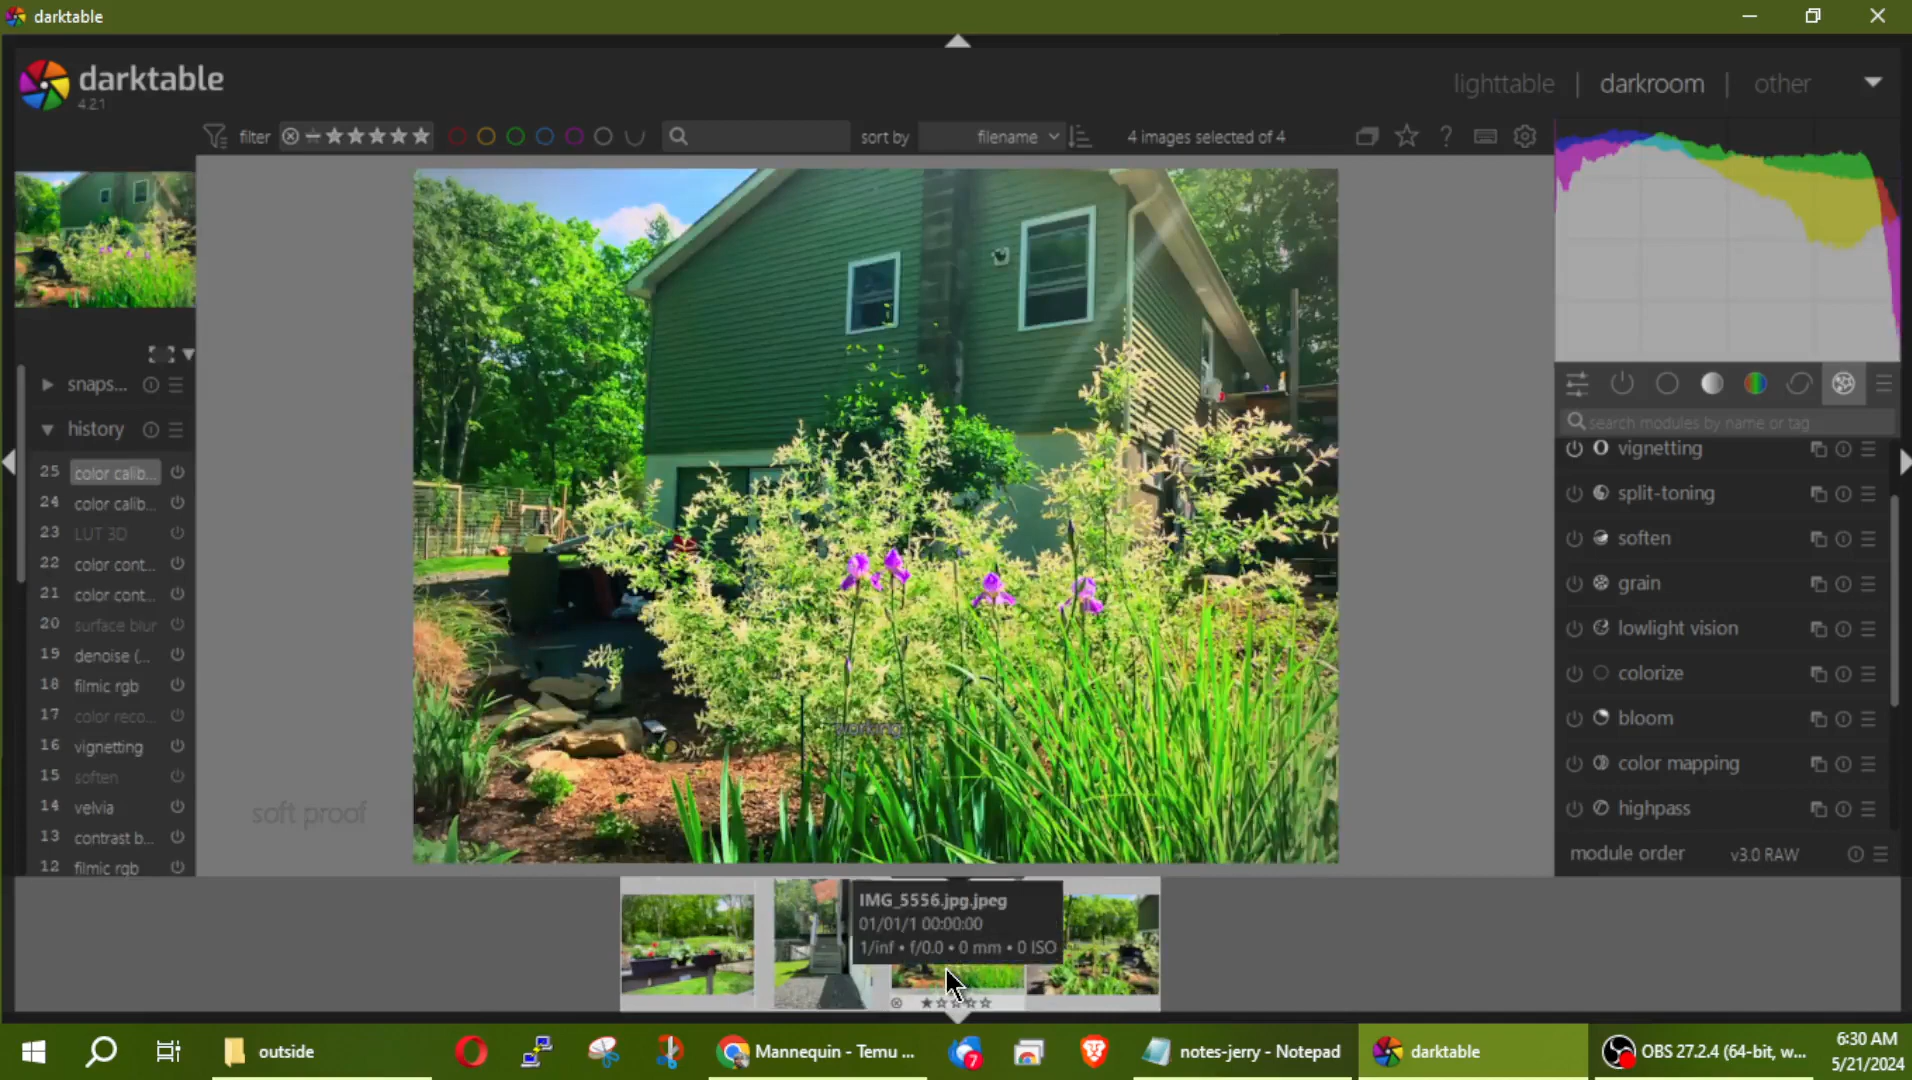 darktable
darktable
4.2.1
lighttable | darkroom | other
filter
sort by filename
4 images selected of 4
?
snaps...
history
25 color calib...
24 color calib...
23 LUT 3D
22 color cont...
21 color cont...
20 surface blur
19 denoise (...
18 filmic rgb
17 color reco...
16 vignetting
15 soften
14 velvia
13 contrast b...
12 filmic rgb
working..
soft proof
search modules by name or tag
vignetting
split-toning
soften
grain
lowlight vision
colorize
bloom
color mapping
highpass
module order v3.0 RAW
IMG_5556.jpg.jpeg
01/01/1 00:00:00
1/inf • f/0.0 • 0 mm • 0 ISO
outside
Mannequin - Temu ...
7
notes-jerry - Notepad
darktable
OBS 27.2.4 (64-bit, w...
6:30 AM
5/21/2024